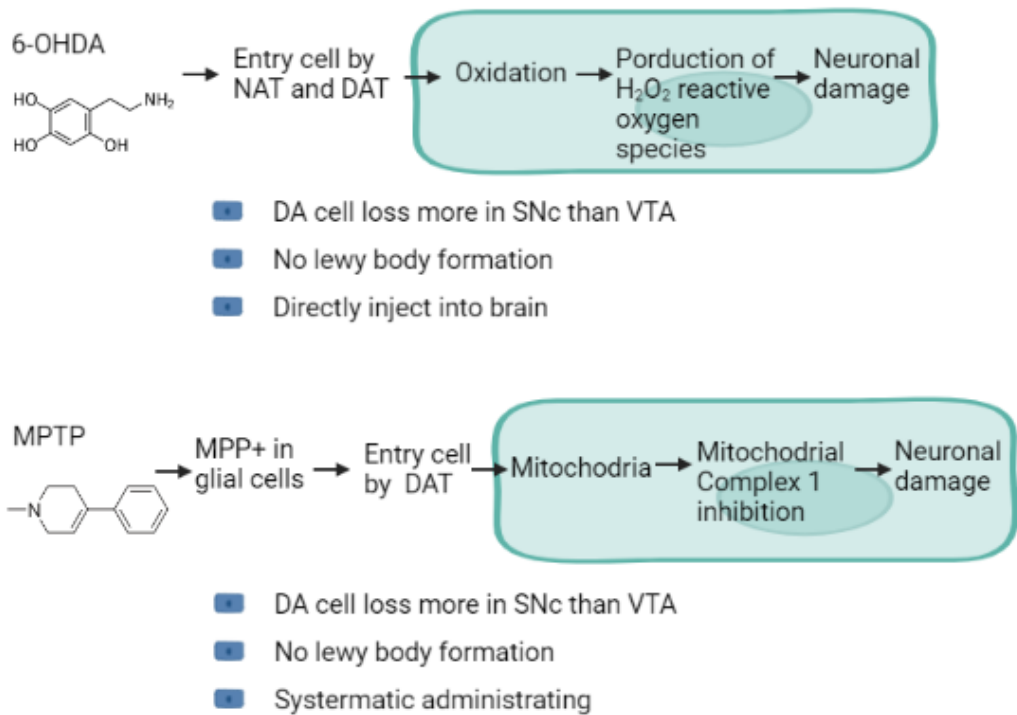 6-OHDA
HO
HO
OH
NH₂
Entry cell by
NAT and DAT
Oxidation
Porduction of
H₂O₂ reactive
oxygen
species
Neuronal
damage
DA cell loss more in SNc than VTA
No lewy body formation
Directly inject into brain
MPTP
N
MPP+ in
glial cells
Entry cell
by DAT
Mitochodria
Mitochodrial
Complex 1
inhibition
Neuronal
damage
DA cell loss more in SNc than VTA
No lewy body formation
Systermatic administrating